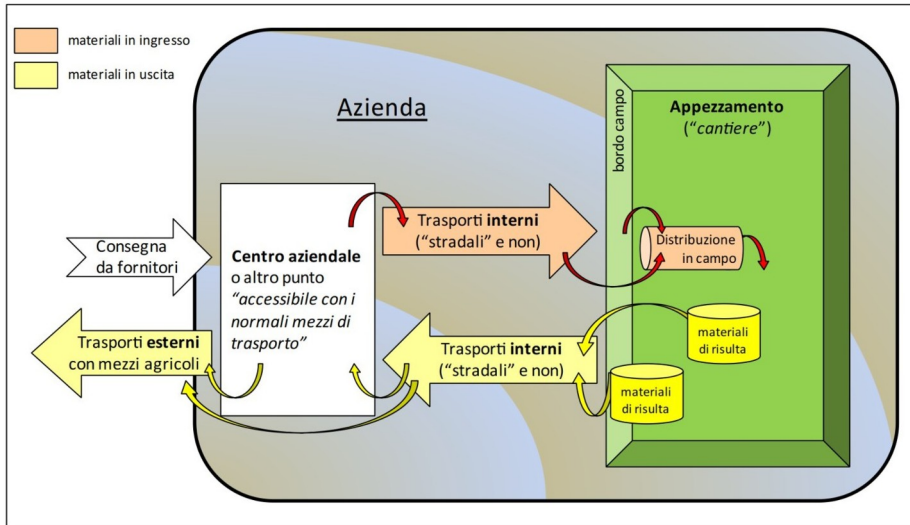 materiali in ingresso
materiali in uscita
Azienda
Appezzamento
(“cantiere”)
bordo campo
Consegna
da fornitori
Centro aziendale
o altro punto
“accessibile con i
normali mezzi di
trasporto”
Trasporti interni
(“stradali” e non)
Distribuzione
in campo
Trasporti esterni
con mezzi agricoli
Trasporti interni
(“stradali” e non)
materiali
di risulta
materiali
di risulta